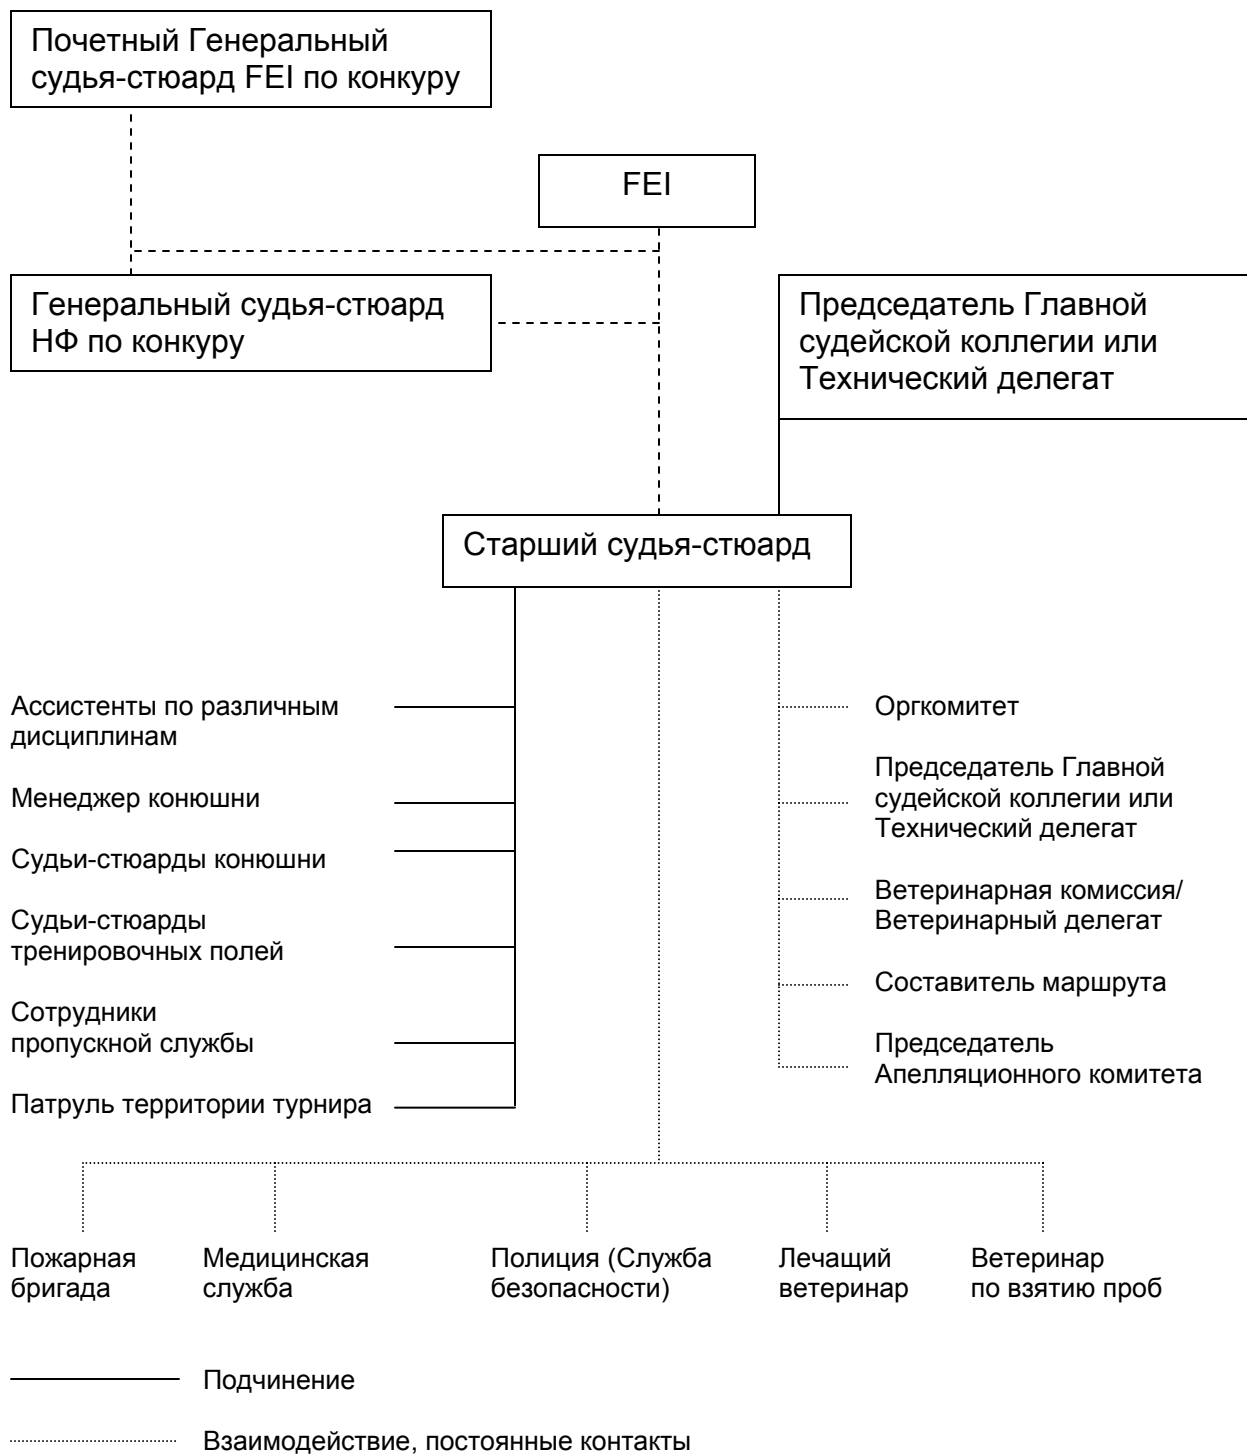 Почетный Генеральный
судья-стюард FEI по конкуру
FEI
Генеральный судья-стюард
НФ по конкуру
Председатель Главной
судейской коллегии или
Технический делегат
Старший судья-стюард
Ассистенты по различным
дисциплинам
Менеджер конюшни
Судьи-стюарды конюшни
Судьи-стюарды
тренировочных полей
Сотрудники
пропускной службы
Патруль территории турнира
Оргкомитет
Председатель Главной
судейской коллегии или
Технический делегат
Ветеринарная комиссия/
Ветеринарный делегат
Составитель маршрута
Председатель
Апелляционного комитета
Пожарная
бригада
Медицинская
служба
Полиция (Служба
безопасности)
Лечащий
ветеринар
Ветеринар
по взятию проб
Подчинение
Взаимодействие, постоянные контакты